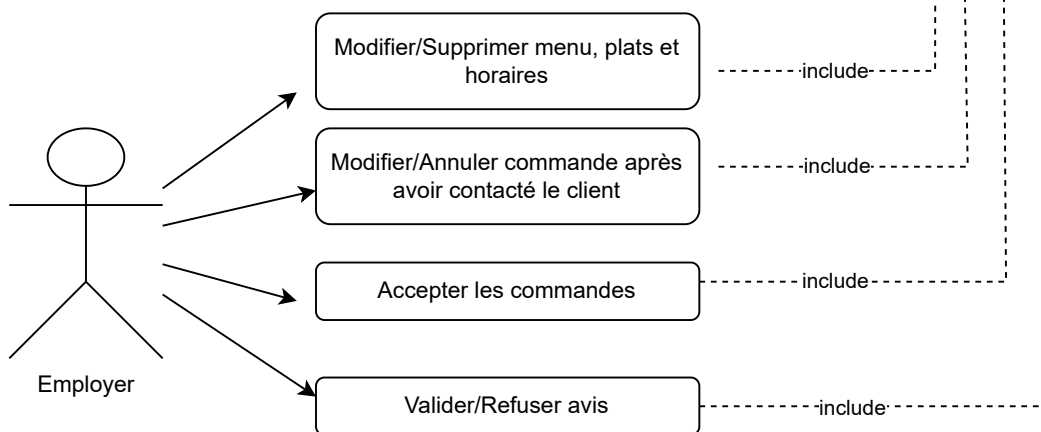 Modifier/Supprimer menu, plats et
horaires
include
Modifier/Annuler commande après
avoir contacté le client
include
Accepter les commandes
include
Employer
Valider/Refuser avis
include